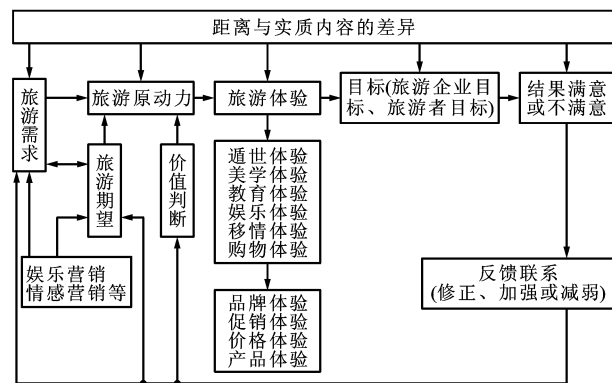 距离与实质内容的差异
旅游需求
旅游原动力
旅游体验
目标(旅游企业目
标、旅游者目标)
结果满意
或不满意
旅游期望
价值判断
遁世体验
美学体验
教育体验
娱乐体验
移情体验
购物体验
娱乐营销
情感营销等
品牌体验
促销体验
价格体验
产品体验
反馈联系
(修正、加强或减弱)